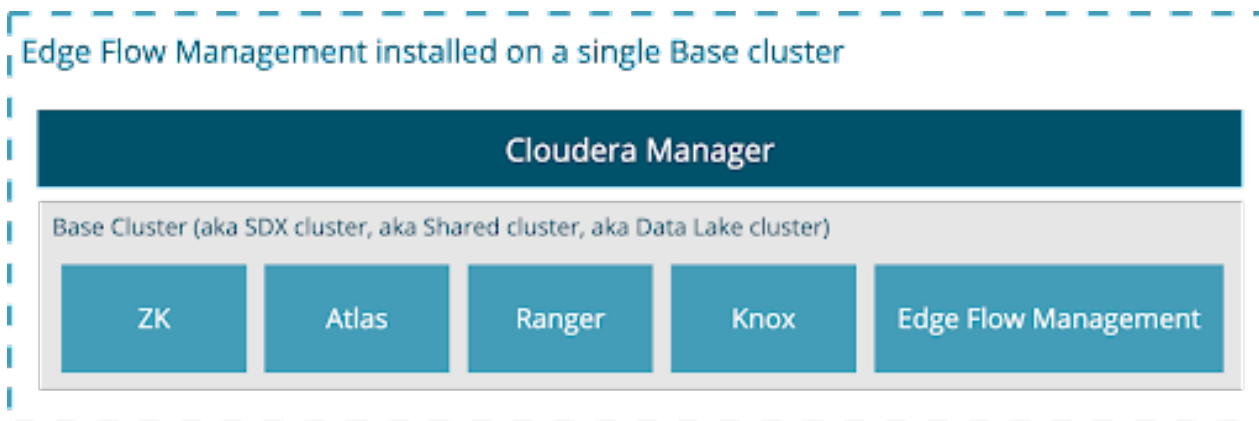 Edge Flow Management installed on a single Base cluster
Cloudera Manager
Base Cluster (aka SDX cluster, aka Shared cluster, aka Data Lake cluster)
ZK
Atlas
Ranger
Knox
Edge Flow Management